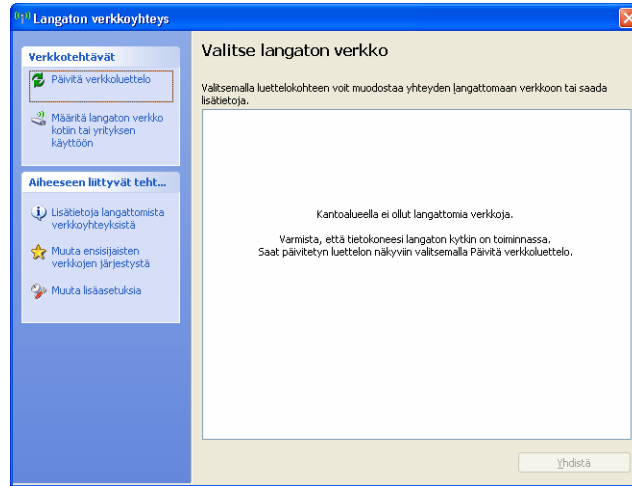 Langaton verkkoyhteys
Verkkotehtävät
Päivitä verkkoluettelo
Määritä langaton verkko
kotiin tai yrityksen
käyttöön
Aiheeseen liittyvät teht...
Lisätietoja langattomista
verkkoyhteyksistä
Muuta ensisijaisten
verkkojen järjestystä
Muuta lisäasetuksia
Valitse langaton verkko
Valitsemalla luettelokohteen voit muodostaa yhteyden langattomaan verkkoon tai saada
lisätietoja.
Kantoalueella ei ollut langattomia verkkoja.
Varmista, että tietokoneesi langaton kytkin on toiminnassa.
Saat päivitetyn luettelon näkyviin valitsemalla Päivitä verkkoluettelo.
Yhdistä